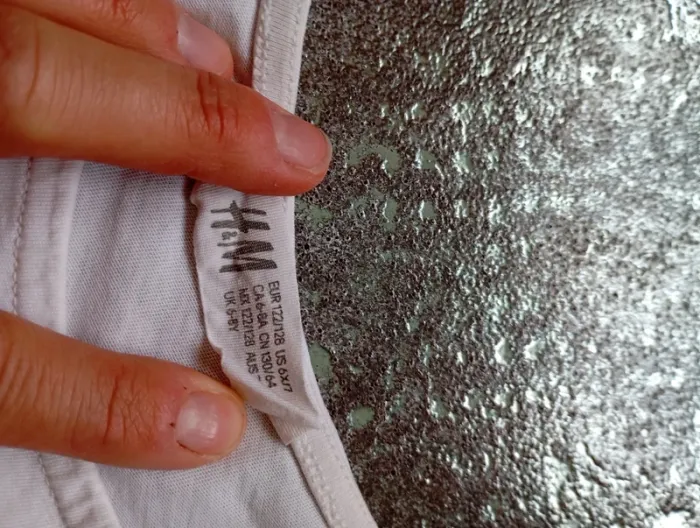 H&M
EUR 122/128 US 6X/7
CA 6-8A CN 130/64
MX 122/128 AUS -
UK 6-8Y